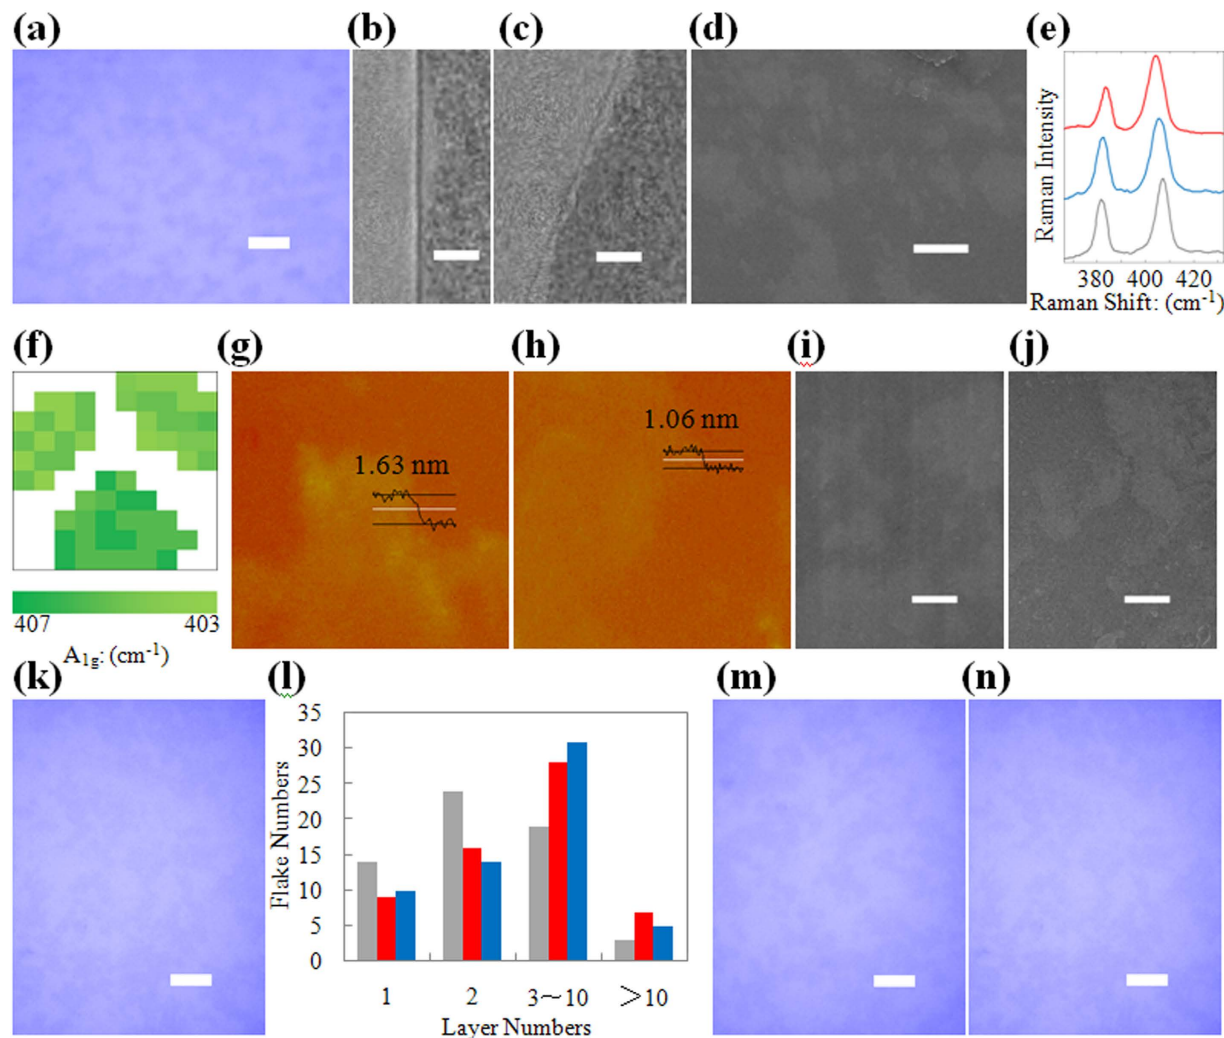 (a)
(b)
(c)
(d)
(e)
Raman Intensity
380 400 420
Raman Shift: (cm-1)
(f)
(g)
(h)
(i)
(j)
1.63 nm
1.06 nm
407 403
A1g: (cm-1)
(k)
(l)
(m)
(n)
Flake Numbers
35
30
25
20
15
10
5
0
1 2 3~10 >10
Layer Numbers